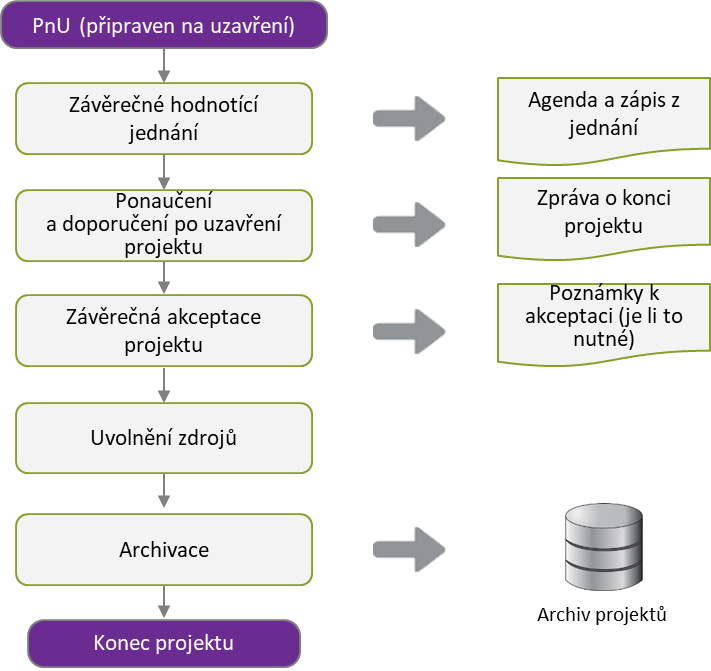 PnU (připraven na uzavření)
Závěrečné hodnotící
jednání
Agenda a zápis z
jednání
Ponaučení
a doporučení po uzavření
projektu
Zpráva o konci
projektu
Závěrečná akceptace
projektu
Poznámky k
akceptaci (je li to
nutné)
Uvolnění zdrojů
Archivace
Archiv projektů
Konec projektu